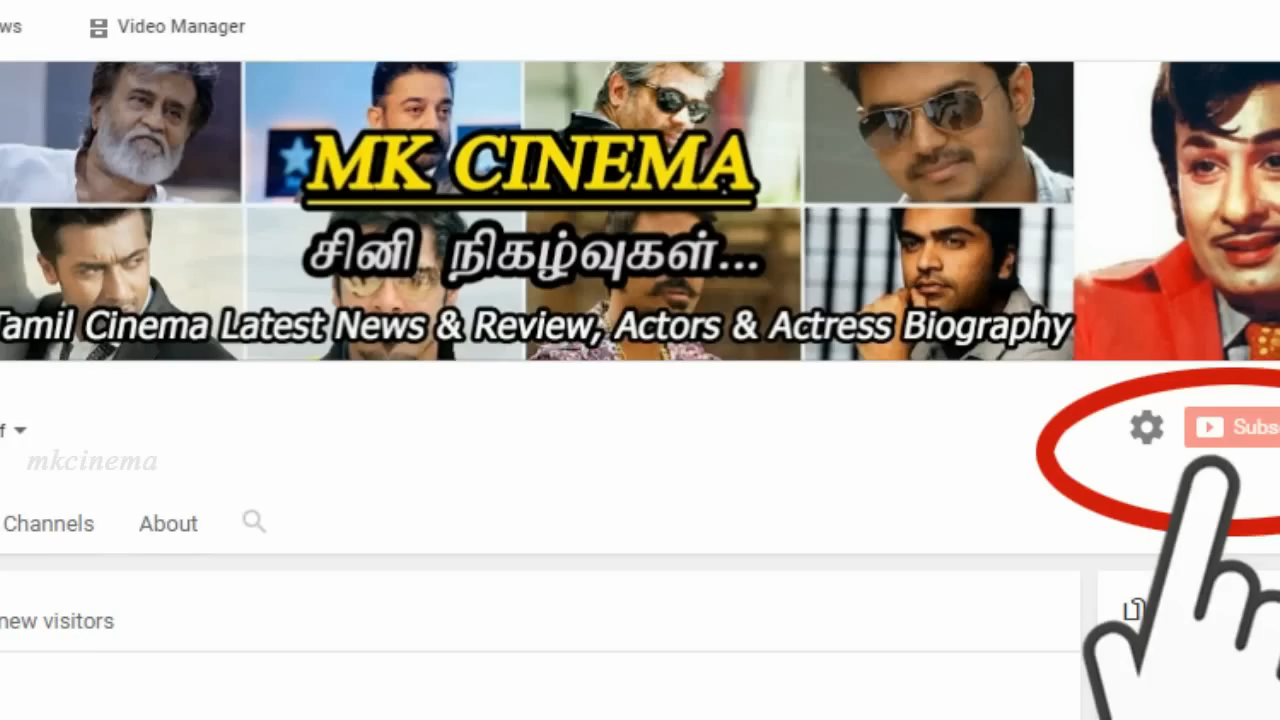 ws Video Manager
MK CINEMA
சினி நிகழ்வுகள்...
Tamil Cinema Latest News & Review, Actors & Actress Biography
f
Subs
mkcinema
Channels About
new visitors
பி